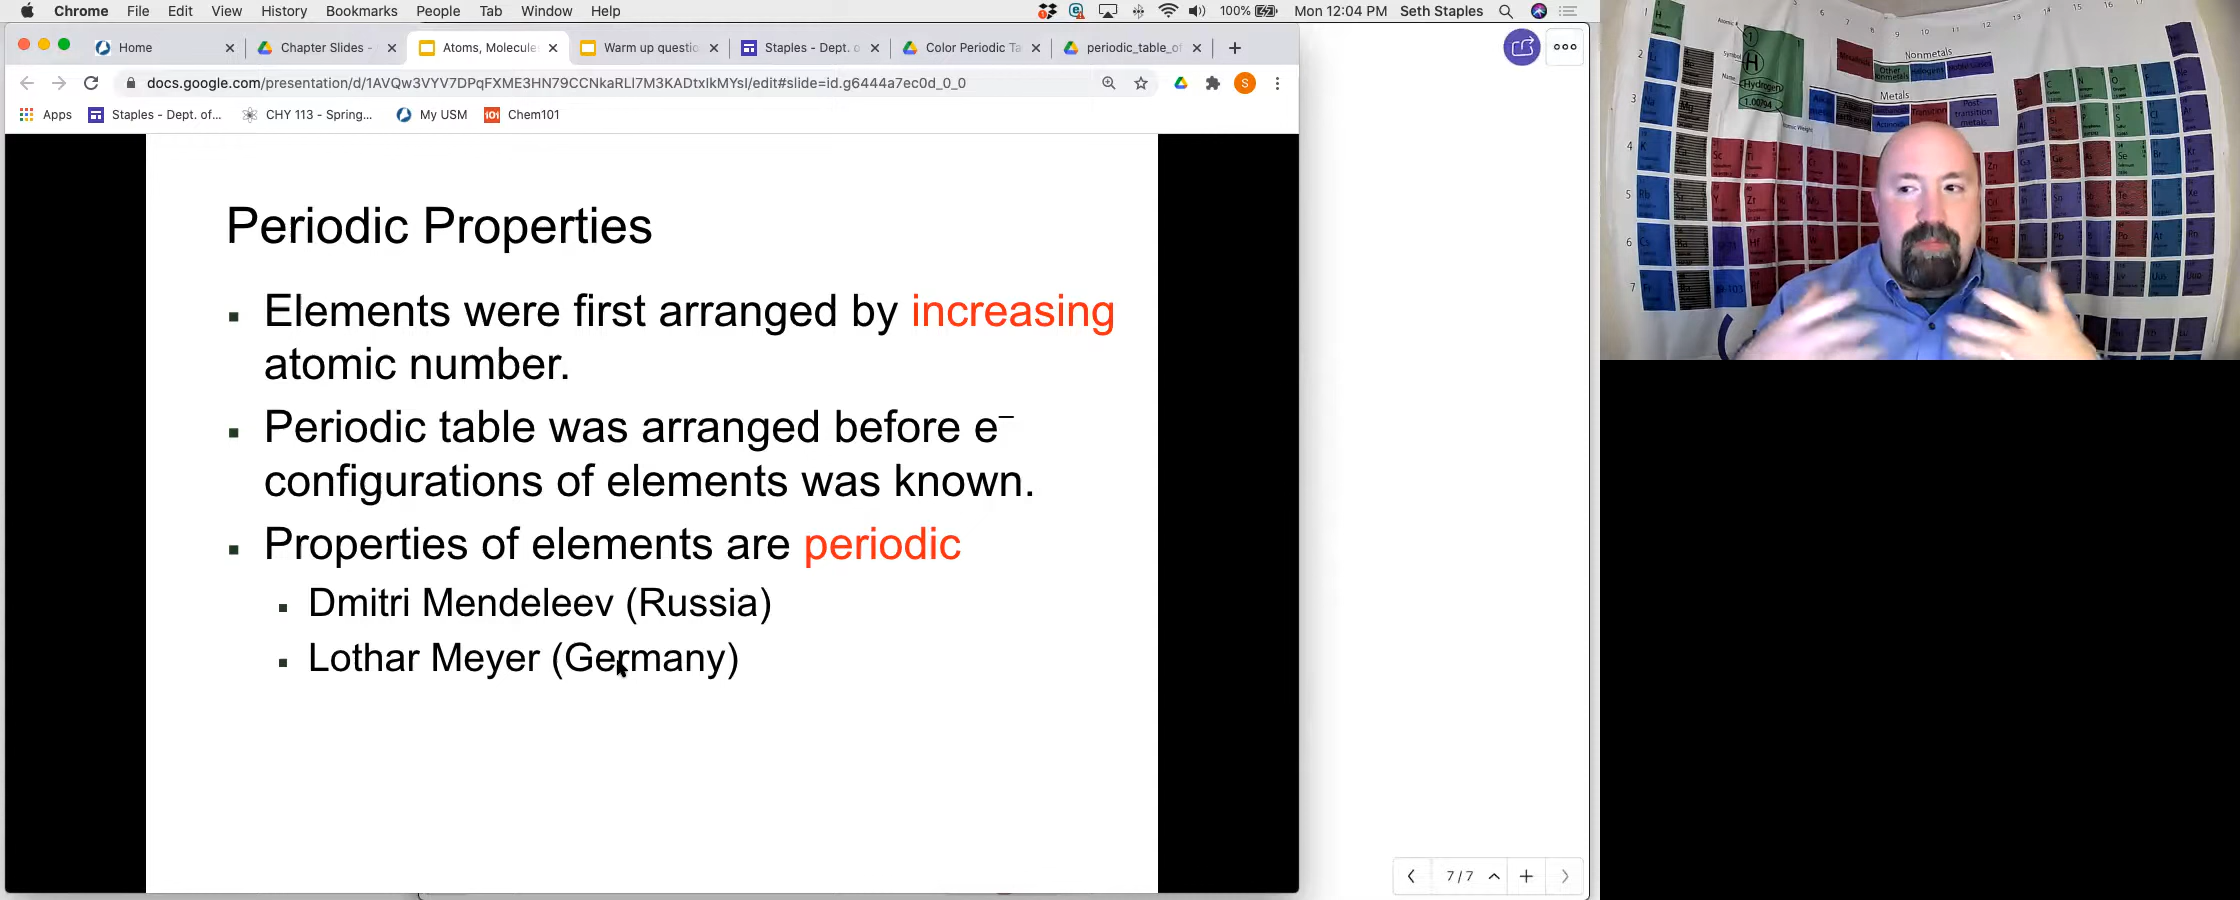 Chrome File Edit View History Bookmarks People Tab Window Help 100% Mon 12:04 PM Seth Staples
Home Chapter Slides - Atoms, Molecule Warm up questio Staples - Dept. o Color Periodic Ta periodic_table_of
docs.google.com/presentation/d/1AVQw3VYV7DPqFXME3HN79CCNkaRLI7M3KADtxIkMYsI/edit#slide=id.g6444a7ec0d_0_0
S
Apps Staples - Dept. of... CHY 113 - Spring... My USM 101 Chem101
Periodic Properties
▪ Elements were first arranged by increasing
atomic number.
▪ Periodic table was arranged before e⁻
configurations of elements was known.
▪ Properties of elements are periodic
▪ Dmitri Mendeleev (Russia)
▪ Lothar Meyer (Germany)
7/7
Nonmetals
Metals
H
Hydrogen
1.00794